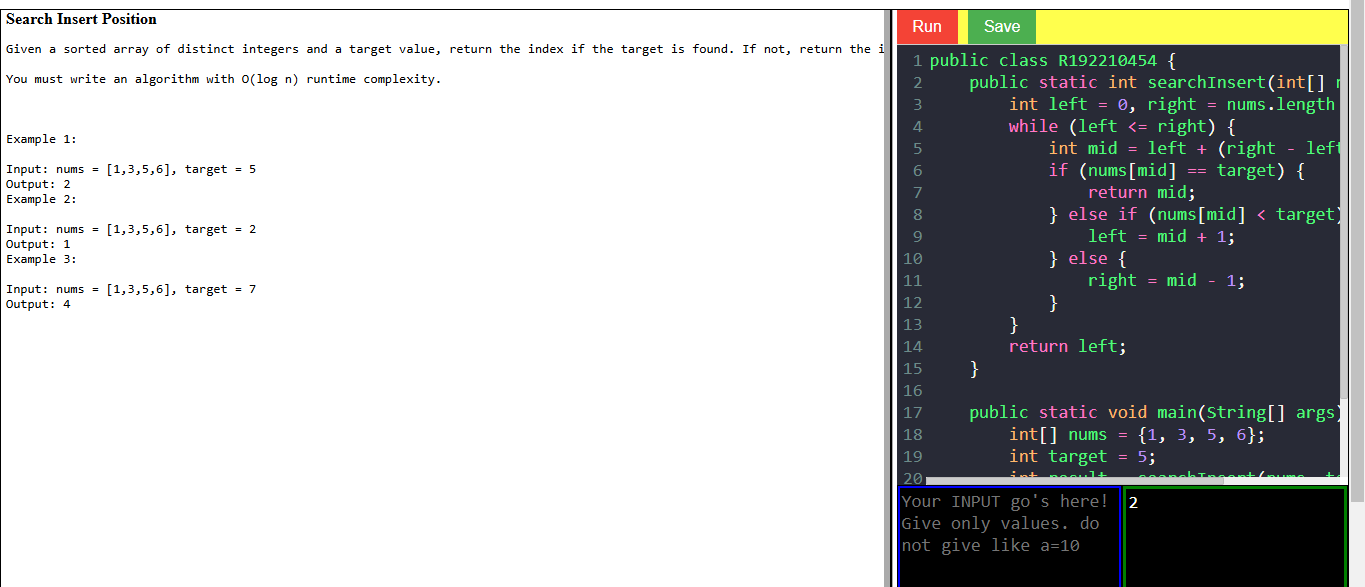 Search Insert Position
Given a sorted array of distinct integers and a target value, return the index if the target is found. If not, return the i
You must write an algorithm with O(log n) runtime complexity.
Example 1:
Input: nums = [1,3,5,6], target = 5
Output: 2
Example 2:
Input: nums = [1,3,5,6], target = 2
Output: 1
Example 3:
Input: nums = [1,3,5,6], target = 7
Output: 4
Run Save
1 public class R192210454 {
2 public static int searchInsert(int[] n
3 int left = 0, right = nums.length
4 while (left <= right) {
5 int mid = left + (right - left
6 if (nums[mid] == target) {
7 return mid;
8 } else if (nums[mid] < target)
9 left = mid + 1;
10 } else {
11 right = mid - 1;
12 }
13 }
14 return left;
15 }
16
17 public static void main(String[] args)
18 int[] nums = {1, 3, 5, 6};
19 int target = 5;
20 int result = searchInsert(nums, ta
Your INPUT go's here!
Give only values. do
not give like a=10
2